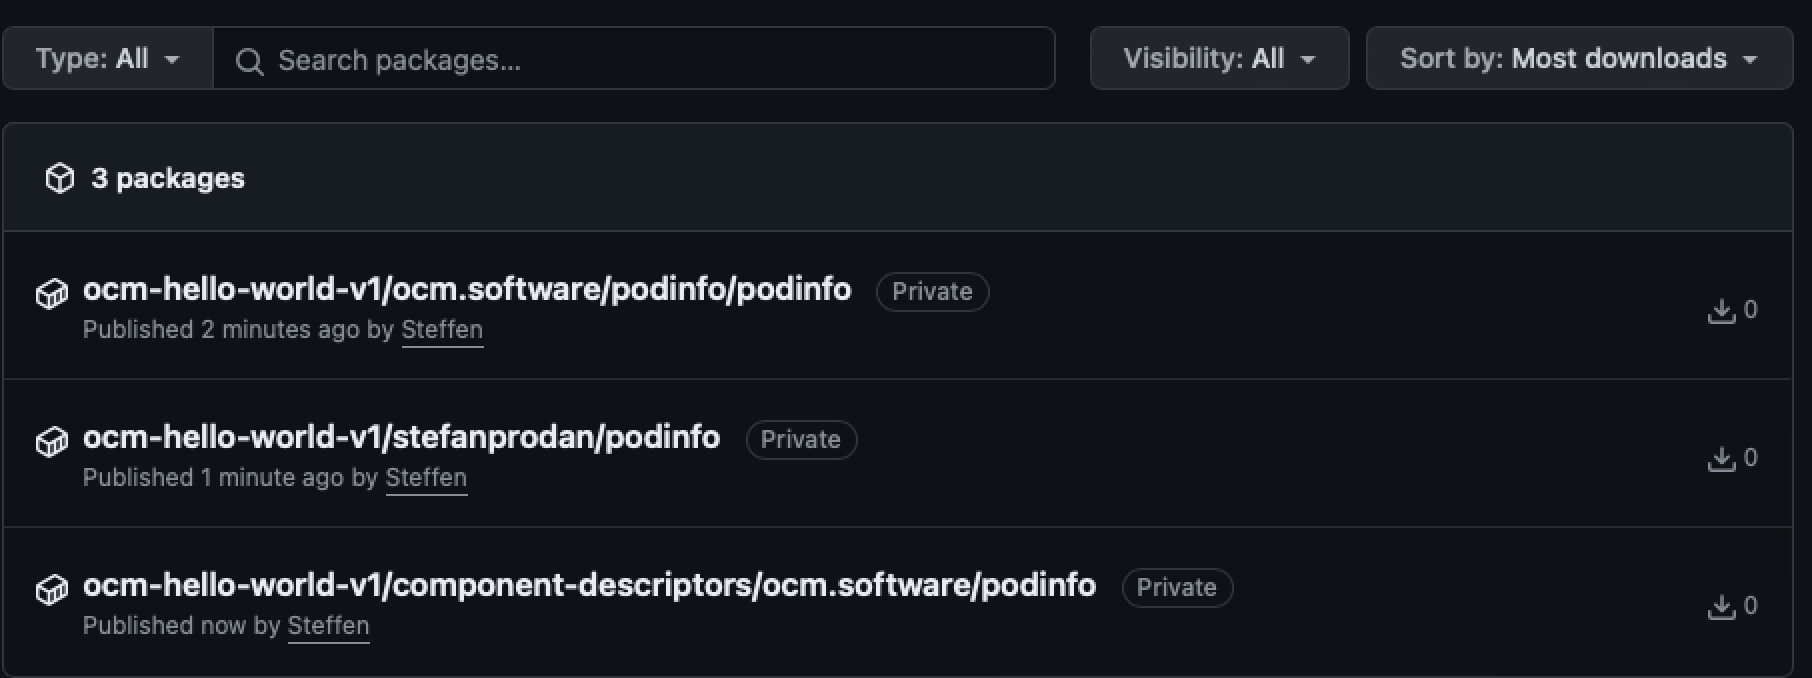 Type: All
Search packages...
Visibility: All
Sort by: Most downloads
3 packages
ocm-hello-world-v1/ocm.software/podinfo/podinfo Private
Published 2 minutes ago by Steffen
0
ocm-hello-world-v1/stefanprodan/podinfo Private
Published 1 minute ago by Steffen
0
ocm-hello-world-v1/component-descriptors/ocm.software/podinfo Private
Published now by Steffen
0